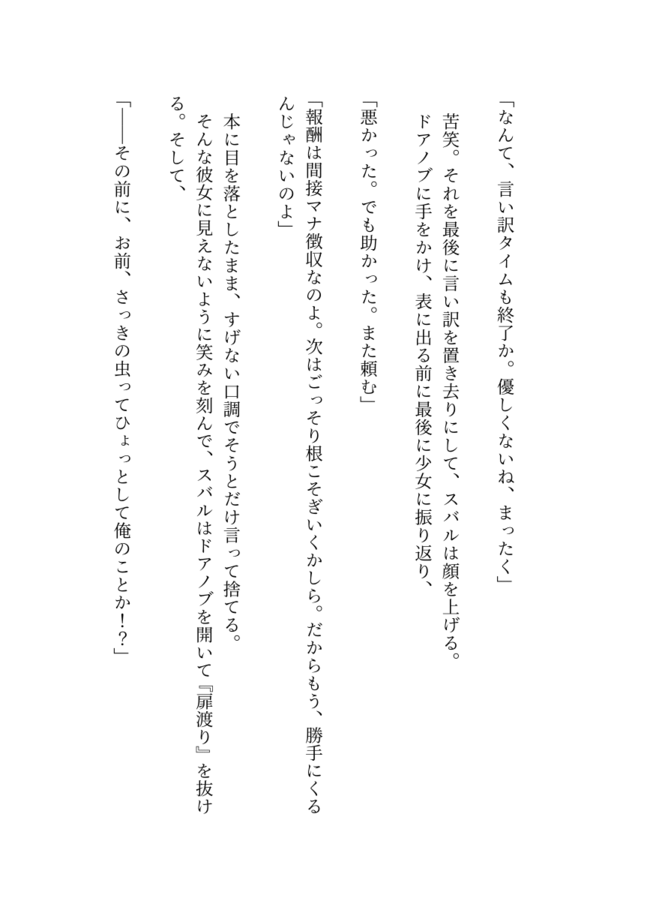 「なんて、言い訳タイムも終了か。優しくないね、まったく」
苦笑。それを最後に言い訳を置き去りにして、スバルは顔を上げる。
ドアノブに手をかけ、表に出る前に最後に少女に振り返り、
「悪かった。でも助かった。また頼む」
「報酬は間接マナ徴収なのよ。次はごっそり根こそぎいくかしら。だからもう、勝手にくる
んじゃないのよ」
本に目を落としたまま、すげない口調でそうとだけ言って捨てる。
そんな彼女に見えないように笑みを刻んで、スバルはドアノブを開いて『扉渡り』を抜け
る。そして、
「――その前に、お前、さっきの虫ってひょっとして俺のことか！？」